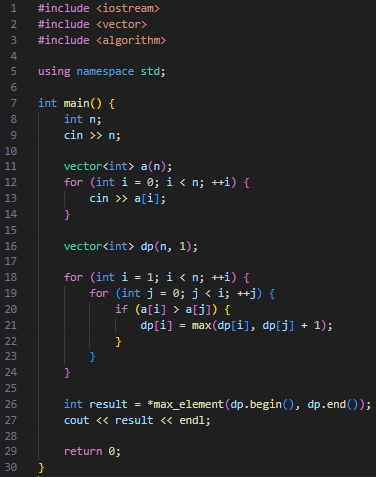 1 #include <iostream>
2 #include <vector>
3 #include <algorithm>
4
5 using namespace std;
6
7 int main() {
8     int n;
9     cin >> n;
10
11     vector<int> a(n);
12     for (int i = 0; i < n; ++i) {
13         cin >> a[i];
14     }
15
16     vector<int> dp(n, 1);
17
18     for (int i = 1; i < n; ++i) {
19         for (int j = 0; j < i; ++j) {
20             if (a[i] > a[j]) {
21                 dp[i] = max(dp[i], dp[j] + 1);
22             }
23         }
24     }
25
26     int result = *max_element(dp.begin(), dp.end());
27     cout << result << endl;
28
29     return 0;
30 }